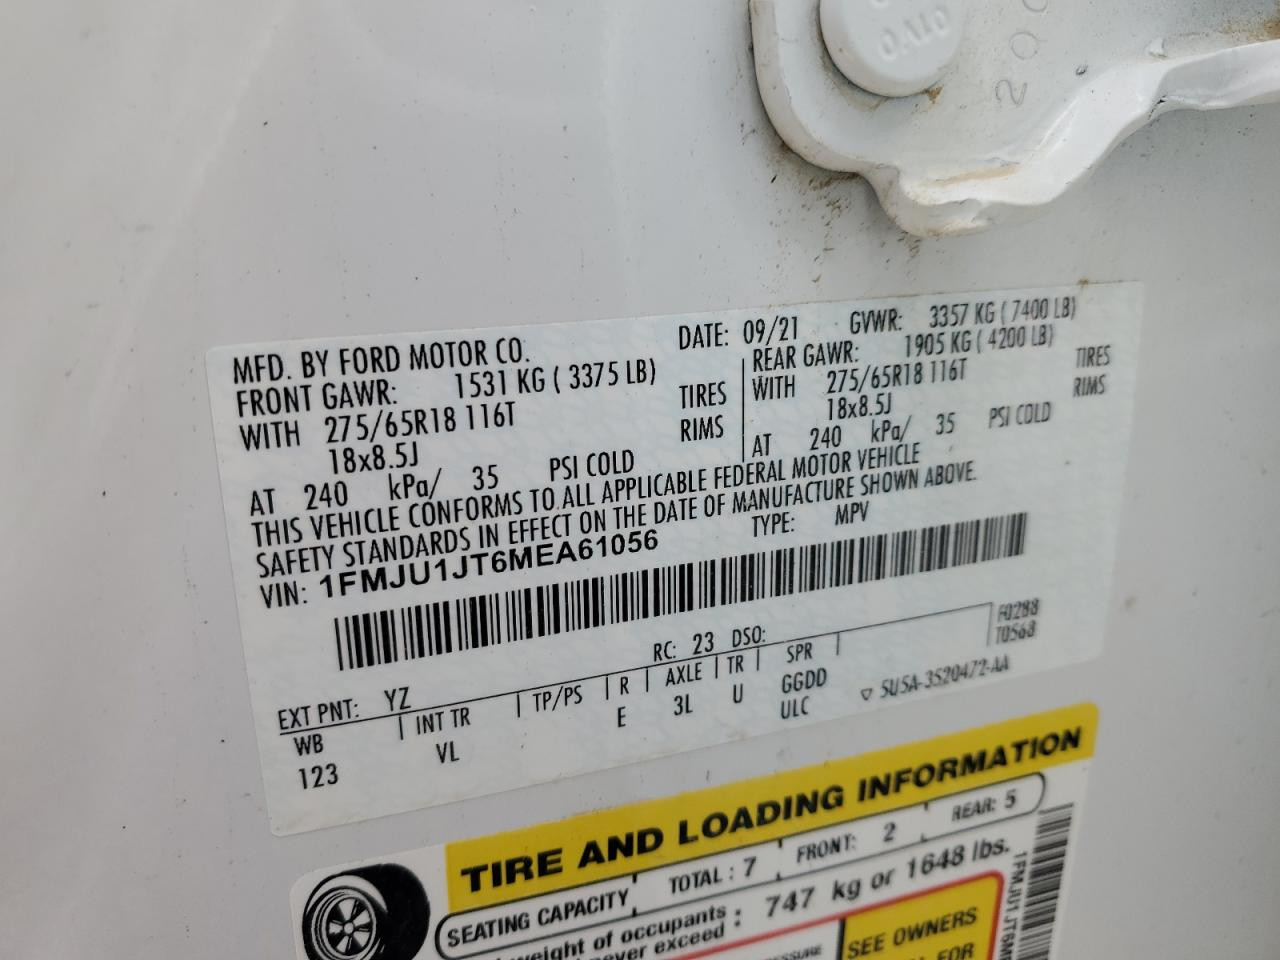 MFD. BY FORD MOTOR CO.
DATE: 09/21 GVWR: 3357 KG ( 7400 LB)
FRONT GAWR: 1531 KG ( 3375 LB)
REAR GAWR: 1905 KG ( 4200 LB)
WITH 275/65R18 116T TIRES
WITH 275/65R18 116T TIRES
18x8.5J RIMS
18x8.5J RIMS
AT 240 kPa/ 35 PSI COLD
AT 240 kPa/ 35 PSI COLD
THIS VEHICLE CONFORMS TO ALL APPLICABLE FEDERAL MOTOR VEHICLE
SAFETY STANDARDS IN EFFECT ON THE DATE OF MANUFACTURE SHOWN ABOVE.
VIN: 1FMJU1JT6MEA61056 TYPE: MPV
F0288
T0568
RC: 23 DSO:
EXT PNT: YZ
WB INT TR TP/PS R AXLE TR SPR
123 VL E 3L U GGDD
ULC
5U5A-3520472-AA
TIRE AND LOADING INFORMATION
SEATING CAPACITY TOTAL : 7 FRONT: 2 REAR: 5
weight of occupants
never exceed : 747 kg or 1648 lbs.
SEE OWNERS
FOR